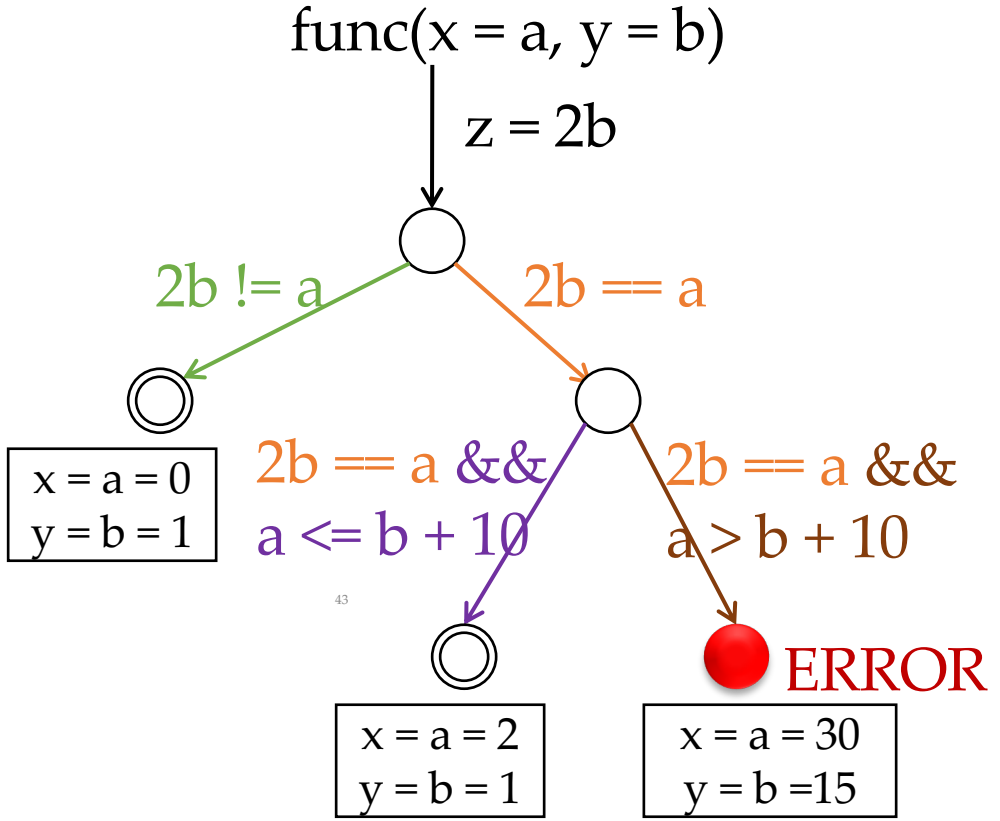 func(x = a, y = b)
z = 2b
2b != a
2b == a
x = a = 0
y = b = 1
2b == a &&
a <= b + 10
2b == a &&
a > b + 10
43
ERROR
x = a = 2
y = b = 1
x = a = 30
y = b =15